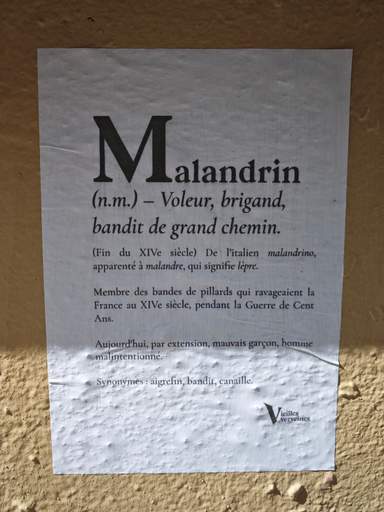 Malandrin
(n.m.) – Voleur, brigand,
bandit de grand chemin.
(Fin du XIVe siècle) De l'italien malandrino,
apparenté à malandre, qui signifie lèpre.
Membre des bandes de pillards qui ravageaient la
France au XIVe siècle, pendant la Guerre de Cent
Ans.
Aujourd'hui, par extension, mauvais garçon, homme
malintentionné.
Synonymes : aigrefin, bandit, canaille.
Vieilles
verveines